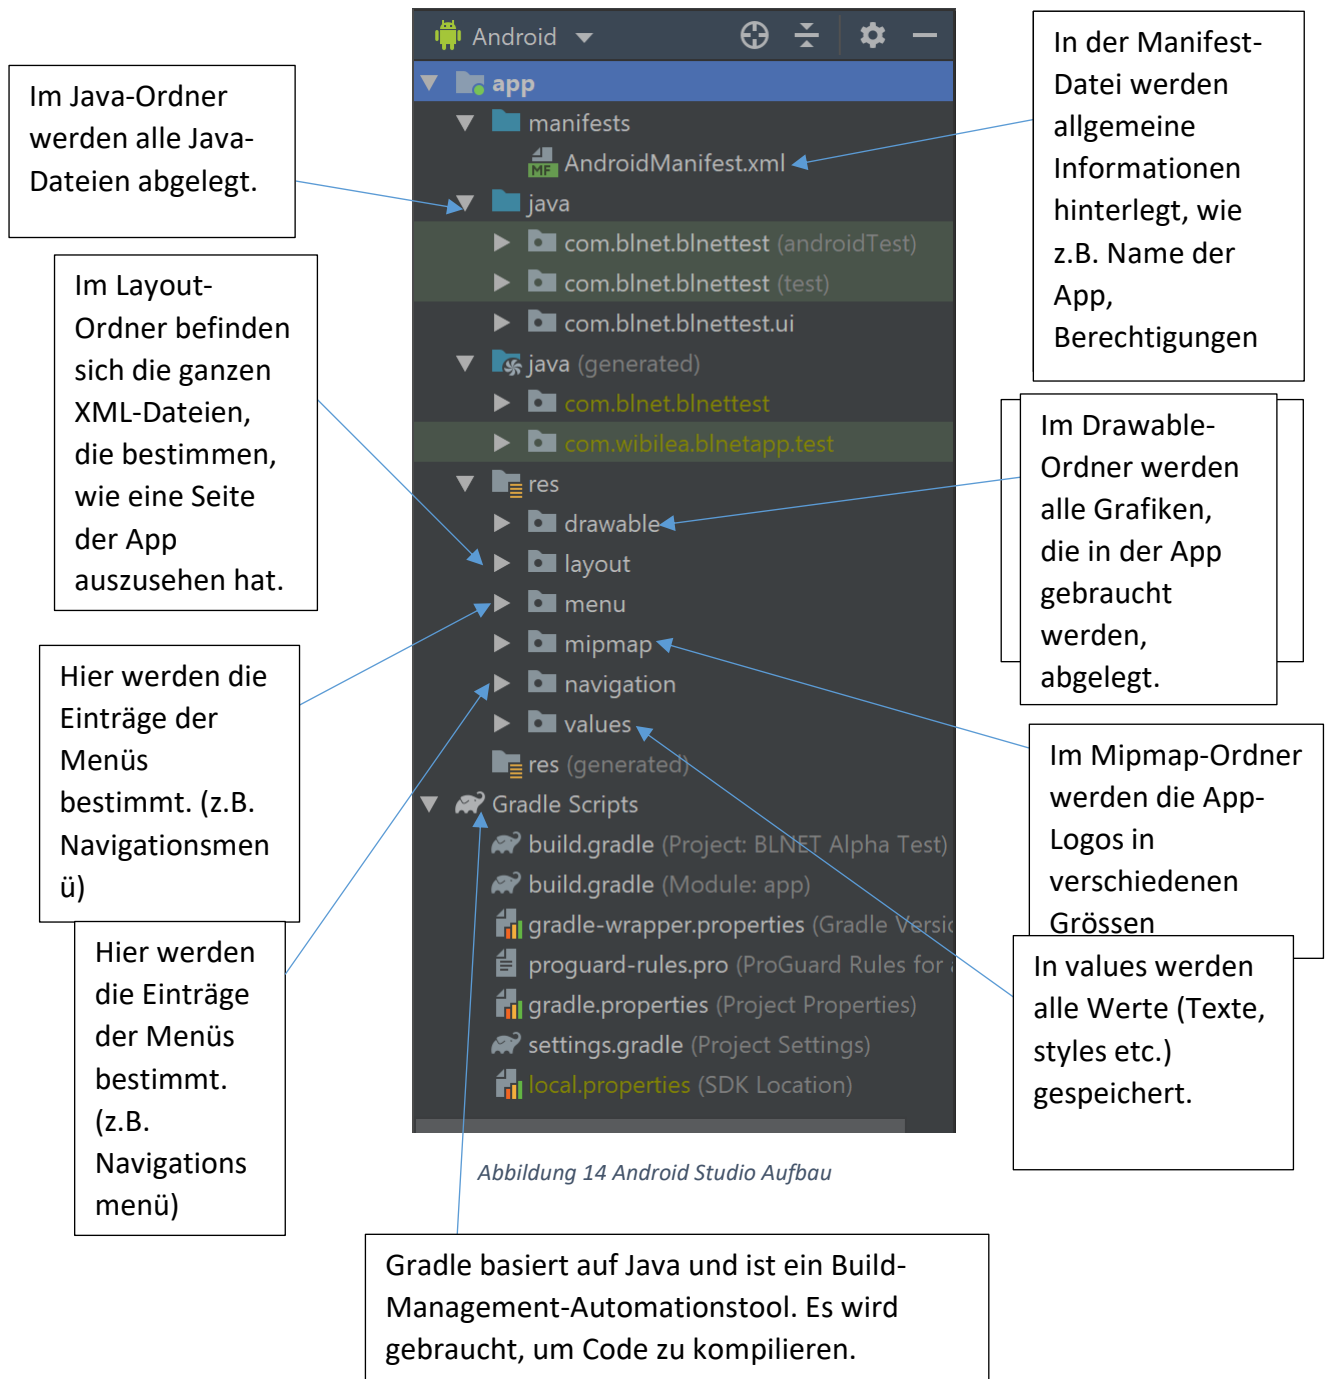 Android
app
manifests
AndroidManifest.xml
java
com.blnet.blnettest (androidTest)
com.blnet.blnettest (test)
com.blnet.blnettest.ui
java (generated)
com.blnet.blnettest
com.wibilea.blnetapp.test
res
drawable
layout
menu
mipmap
navigation
values
res (generated)
Gradle Scripts
build.gradle (Project: BLNET Alpha Test)
build.gradle (Module: app)
gradle-wrapper.properties (Gradle Versio
proguard-rules.pro (ProGuard Rules for
gradle.properties (Project Properties)
settings.gradle (Project Settings)
local.properties (SDK Location)
Im Java-Ordner
werden alle Java-
Dateien abgelegt.
Im Layout-
Ordner befinden
sich die ganzen
XML-Dateien,
die bestimmen,
wie eine Seite
der App
auszusehen hat.
Hier werden die
Einträge der
Menüs
bestimmt. (z.B.
Navigationsmen
ü)
Hier werden
die Einträge
der Menüs
bestimmt.
(z.B.
Navigations
menü)
In der Manifest-
Datei werden
allgemeine
Informationen
hinterlegt, wie
z.B. Name der
App,
Berechtigungen
Im Drawable-
Ordner werden
alle Grafiken,
die in der App
gebraucht
werden,
abgelegt.
Im Mipmap-Ordner
werden die App-
Logos in
verschiedenen
Grössen
In values werden
alle Werte (Texte,
styles etc.)
gespeichert.
Abbildung 14 Android Studio Aufbau
Gradle basiert auf Java und ist ein Build-
Management-Automationstool. Es wird
gebraucht, um Code zu kompilieren.